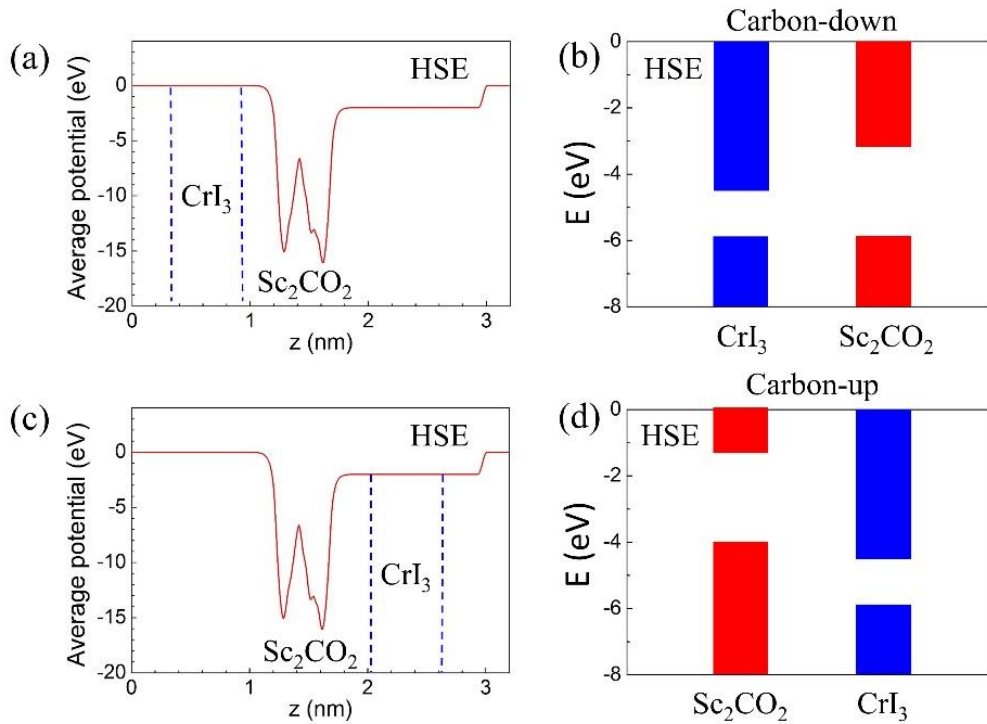 (a)
HSE
Average potential (eV)
0
-5
-10
-15
-20
CrI₃
Sc₂CO₂
0
1
2
3
z (nm)
(b)
Carbon-down
HSE
E (eV)
0
-2
-4
-6
-8
CrI₃
Sc₂CO₂
(c)
HSE
Average potential (eV)
0
-5
-10
-15
-20
CrI₃
Sc₂CO₂
0
1
2
3
z (nm)
(d)
Carbon-up
HSE
E (eV)
0
-2
-4
-6
-8
Sc₂CO₂
CrI₃